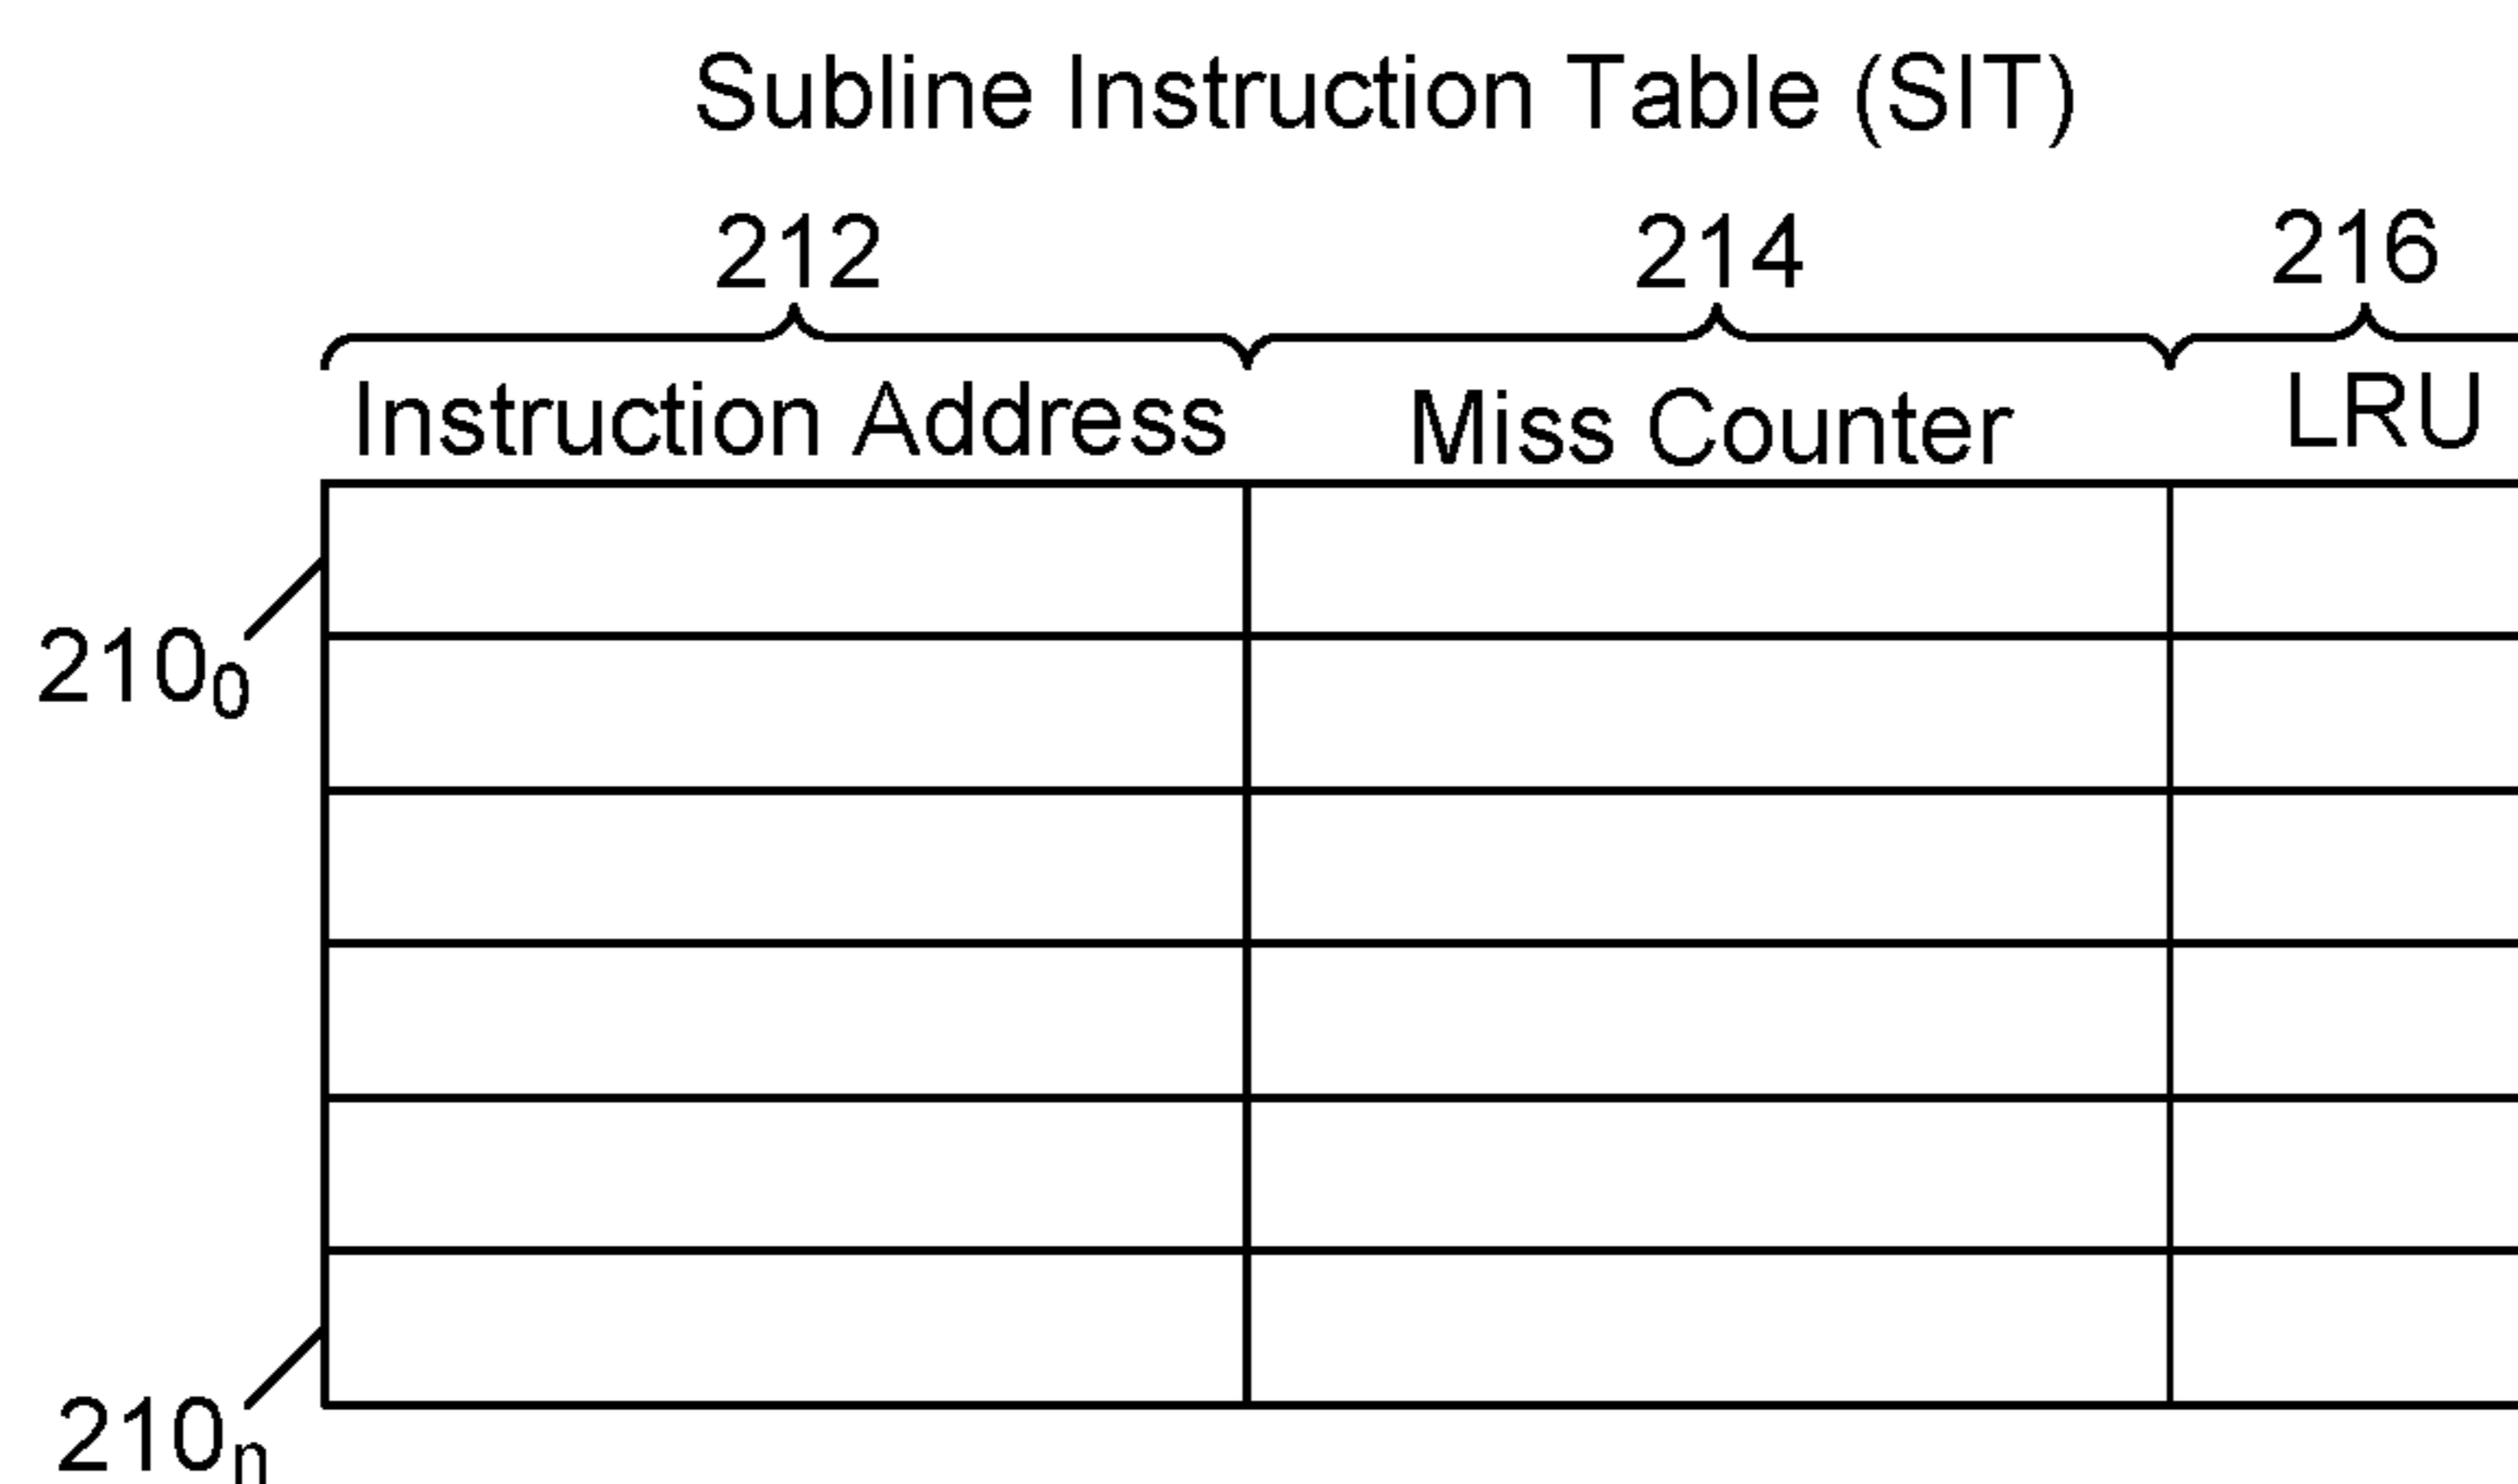 Subline Instruction Table (SIT)
212 214 216
Instruction Address Miss Counter LRU
210₀
210ₙ